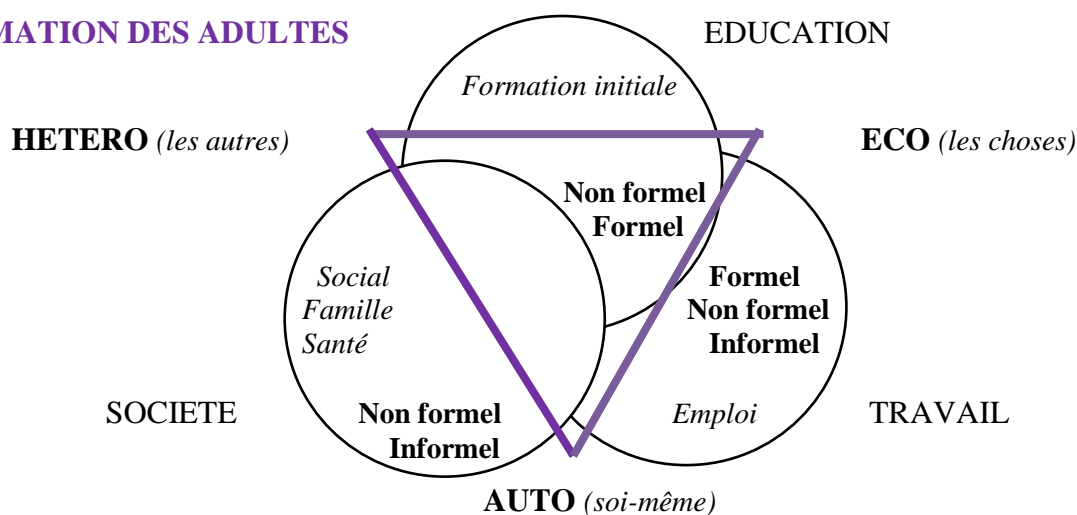 MATION DES ADULTES
EDUCATION
Formation initiale
HETERO (les autres)
ECO (les choses)
Non formel
Formel
Social
Famille
Santé
Formel
Non formel
Informel
SOCIETE
Non formel
Informel
Emploi
TRAVAIL
AUTO (soi-même)